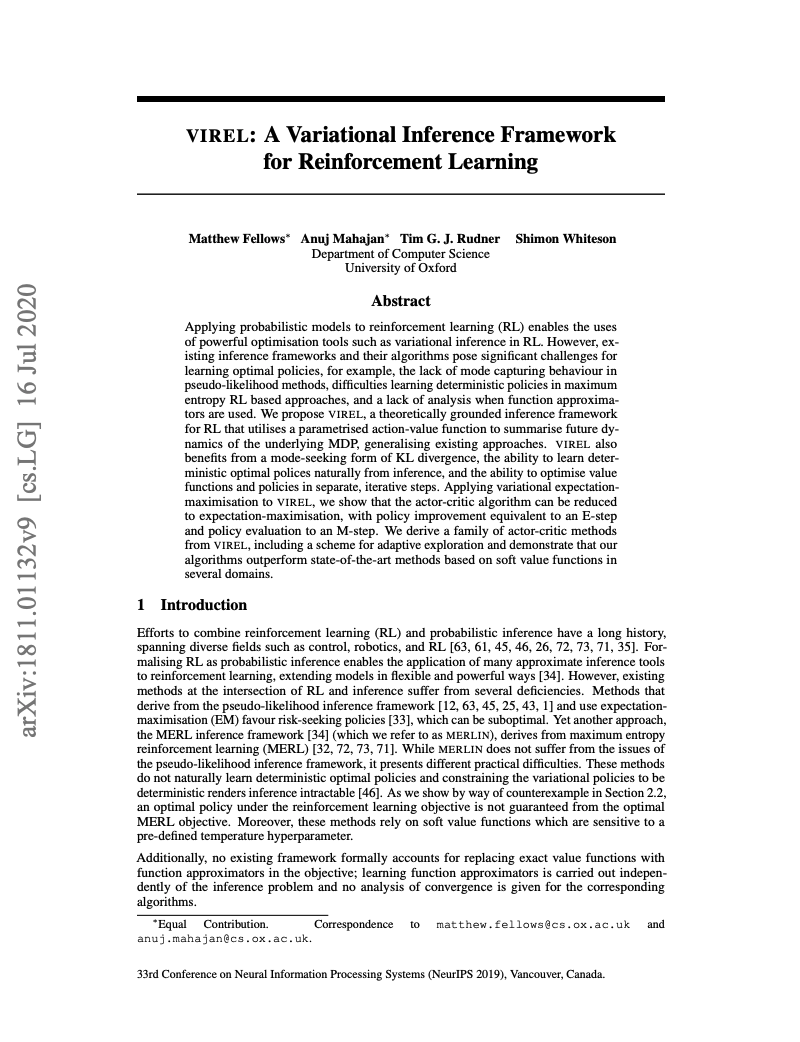 arXiv:1811.01132v9 [cs.LG] 16 Jul 2020
VIREL: A Variational Inference Framework
for Reinforcement Learning
Matthew Fellows* Anuj Mahajan* Tim G. J. Rudner Shimon Whiteson
Department of Computer Science
University of Oxford
Abstract
Applying probabilistic models to reinforcement learning (RL) enables the uses
of powerful optimisation tools such as variational inference in RL. However, ex-
isting inference frameworks and their algorithms pose significant challenges for
learning optimal policies, for example, the lack of mode capturing behaviour in
pseudo-likelihood methods, difficulties learning deterministic policies in maximum
entropy RL based approaches, and a lack of analysis when function approxima-
tors are used. We propose VIREL, a theoretically grounded inference framework
for RL that utilises a parametrised action-value function to summarise future dy-
namics of the underlying MDP, generalising existing approaches. VIREL also
benefits from a mode-seeking form of KL divergence, the ability to learn deter-
ministic optimal polices naturally from inference, and the ability to optimise value
functions and policies in separate, iterative steps. Applying variational expectation-
maximisation to VIREL, we show that the actor-critic algorithm can be reduced
to expectation-maximisation, with policy improvement equivalent to an E-step
and policy evaluation to an M-step. We derive a family of actor-critic methods
from VIREL, including a scheme for adaptive exploration and demonstrate that our
algorithms outperform state-of-the-art methods based on soft value functions in
several domains.
1 Introduction
Efforts to combine reinforcement learning (RL) and probabilistic inference have a long history,
spanning diverse fields such as control, robotics, and RL [63, 61, 45, 46, 26, 72, 73, 71, 35]. For-
malising RL as probabilistic inference enables the application of many approximate inference tools
to reinforcement learning, extending models in flexible and powerful ways [34]. However, existing
methods at the intersection of RL and inference suffer from several deficiencies. Methods that
derive from the pseudo-likelihood inference framework [12, 63, 45, 25, 43, 1] and use expectation-
maximisation (EM) favour risk-seeking policies [33], which can be suboptimal. Yet another approach,
the MERL inference framework [34] (which we refer to as MERLIN), derives from maximum entropy
reinforcement learning (MERL) [32, 72, 73, 71]. While MERLIN does not suffer from the issues of
the pseudo-likelihood inference framework, it presents different practical difficulties. These methods
do not naturally learn deterministic optimal policies and constraining the variational policies to be
deterministic renders inference intractable [46]. As we show by way of counterexample in Section 2.2,
an optimal policy under the reinforcement learning objective is not guaranteed from the optimal
MERL objective. Moreover, these methods rely on soft value functions which are sensitive to a
pre-defined temperature hyperparameter.
Additionally, no existing framework formally accounts for replacing exact value functions with
function approximators in the objective; learning function approximators is carried out indepen-
dently of the inference problem and no analysis of convergence is given for the corresponding
algorithms.
*Equal Contribution. Correspondence to matthew.fellows@cs.ox.ac.uk and
anuj.mahajan@cs.ox.ac.uk.
33rd Conference on Neural Information Processing Systems (NeurIPS 2019), Vancouver, Canada.